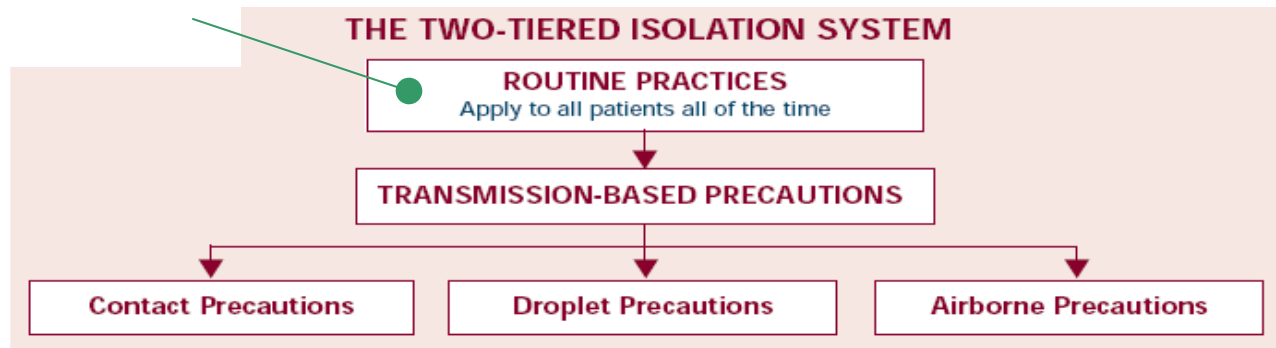 THE TWO-TIERED ISOLATION SYSTEM
ROUTINE PRACTICES
Apply to all patients all of the time
TRANSMISSION-BASED PRECAUTIONS
Contact Precautions
Droplet Precautions
Airborne Precautions